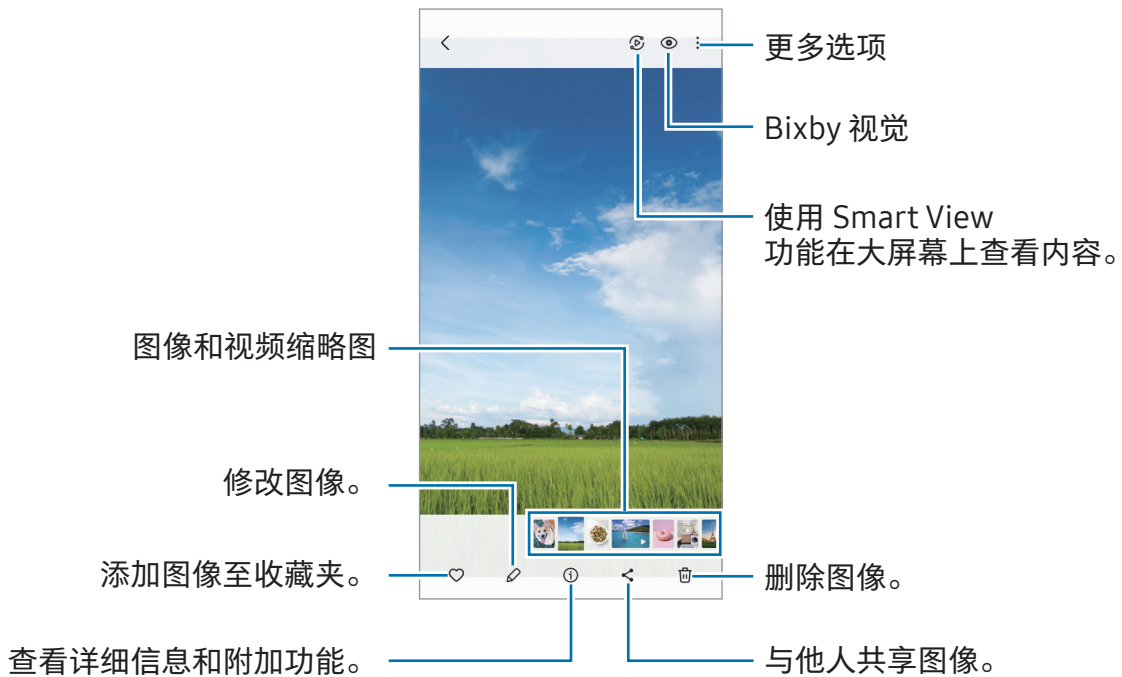 更多选项
Bixby 视觉
使用 Smart View
功能在大屏幕上查看内容。
图像和视频缩略图
修改图像。
添加图像至收藏夹。
删除图像。
查看详细信息和附加功能。
与他人共享图像。